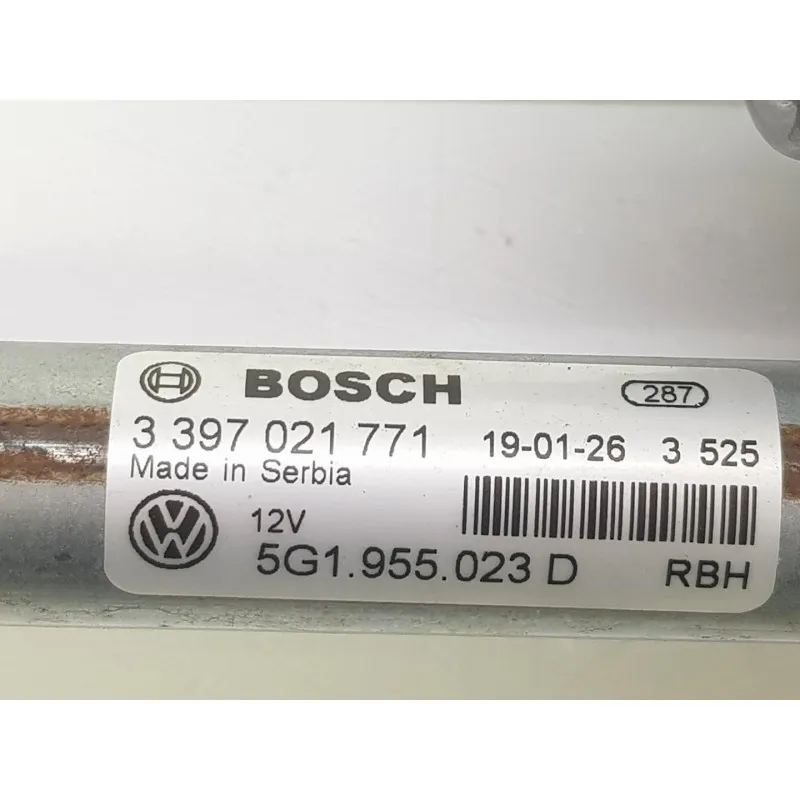 BOSCH 287
3 397 021 771 19-01-26 3 525
Made in Serbia
VW 12V
5G1.955.023 D RBH